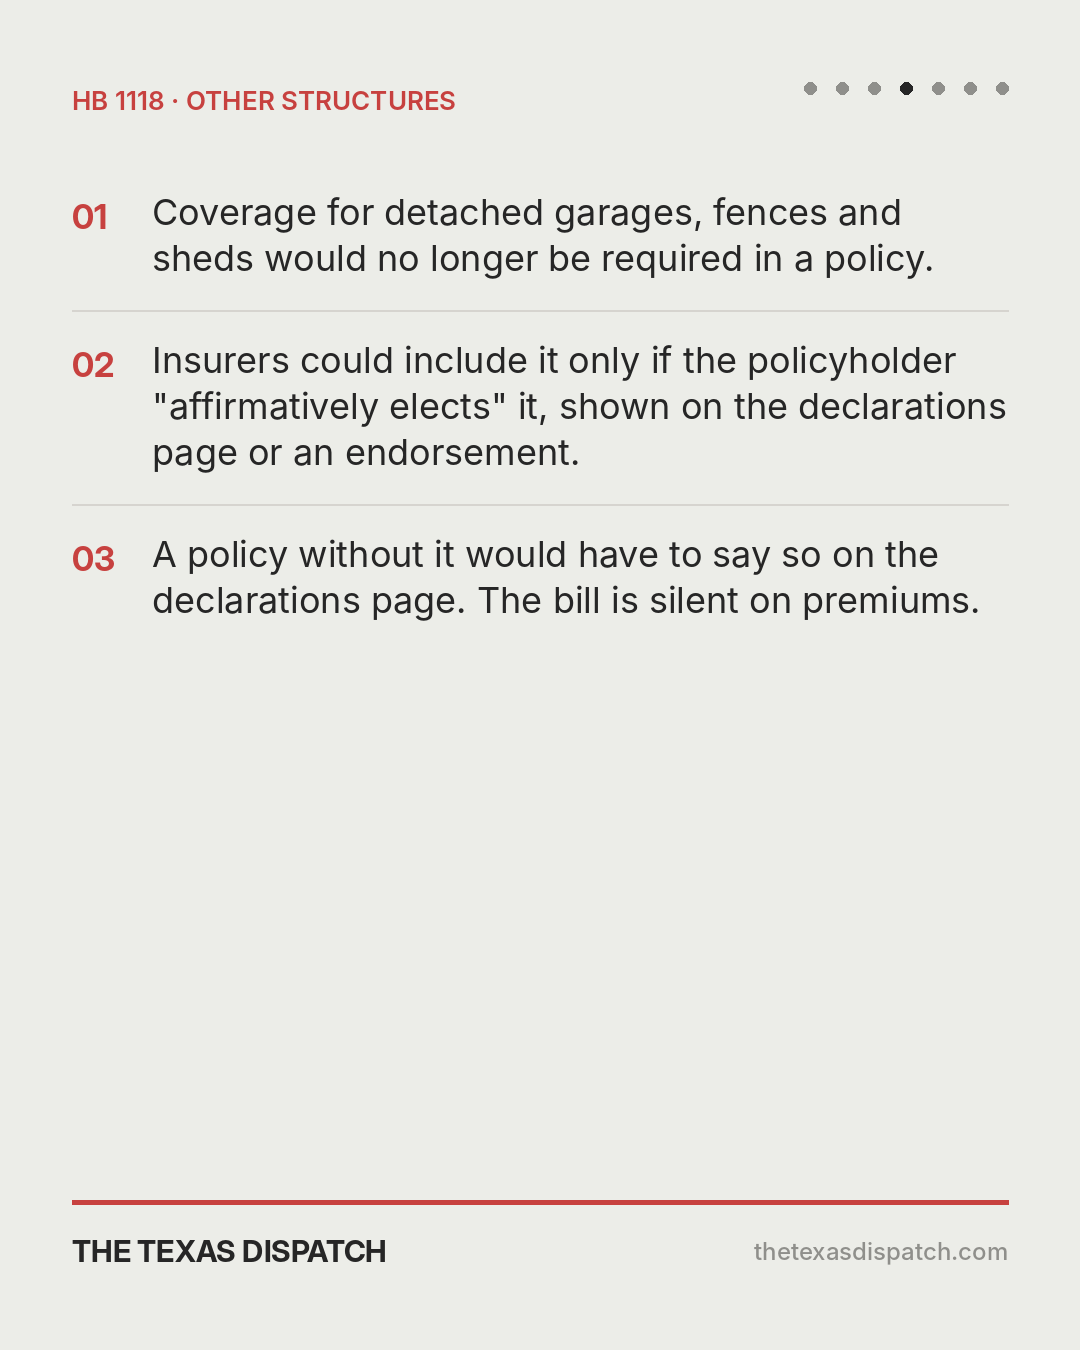 HB 1118 · OTHER STRUCTURES
01 Coverage for detached garages, fences and
sheds would no longer be required in a policy.
02 Insurers could include it only if the policyholder
"affirmatively elects" it, shown on the declarations
page or an endorsement.
03 A policy without it would have to say so on the
declarations page. The bill is silent on premiums.
THE TEXAS DISPATCH
thetexasdispatch.com